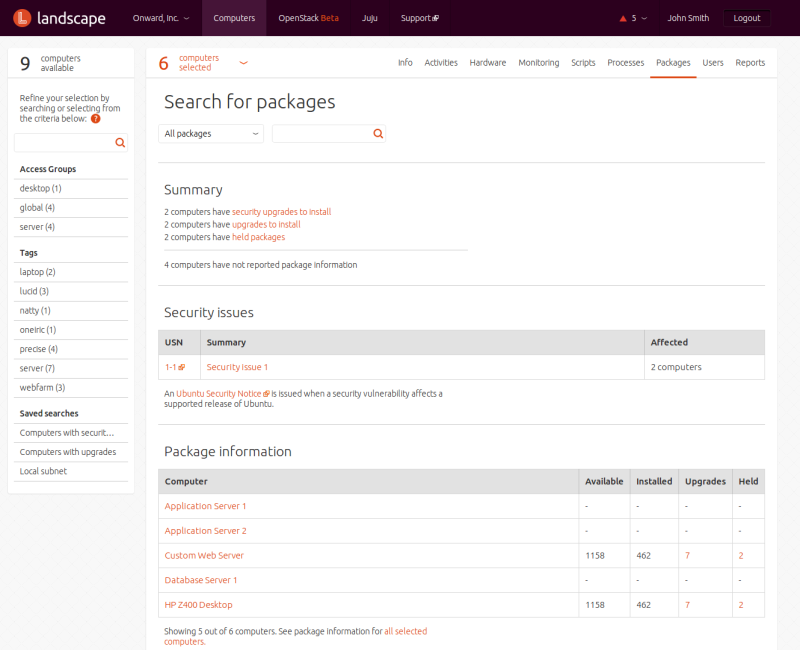 landscape
Onward, Inc.
Computers
OpenStack Beta
Juju
Support
5
John Smith
Logout
9 computers
available
Refine your selection by
searching or selecting from
the criteria below: ?
Access Groups
desktop (1)
global (4)
server (4)
Tags
laptop (2)
lucid (3)
natty (1)
oneiric (1)
precise (4)
server (7)
webfarm (3)
Saved searches
Computers with securit...
Computers with upgrades
Local subnet
6 computers
selected
Info Activities Hardware Monitoring Scripts Processes Packages Users Reports
Search for packages
All packages
Summary
2 computers have security upgrades to install
2 computers have upgrades to install
2 computers have held packages
4 computers have not reported package information
Security issues
USN Summary Affected
1-1 Security Issue 1 2 computers
An Ubuntu Security Notice is issued when a security vulnerability affects a
supported release of Ubuntu.
Package information
Computer Available Installed Upgrades Held
Application Server 1 - - - -
Application Server 2 - - - -
Custom Web Server 1158 462 7 2
Database Server 1 - - - -
HP Z400 Desktop 1158 462 7 2
Showing 5 out of 6 computers. See package information for all selected
computers.